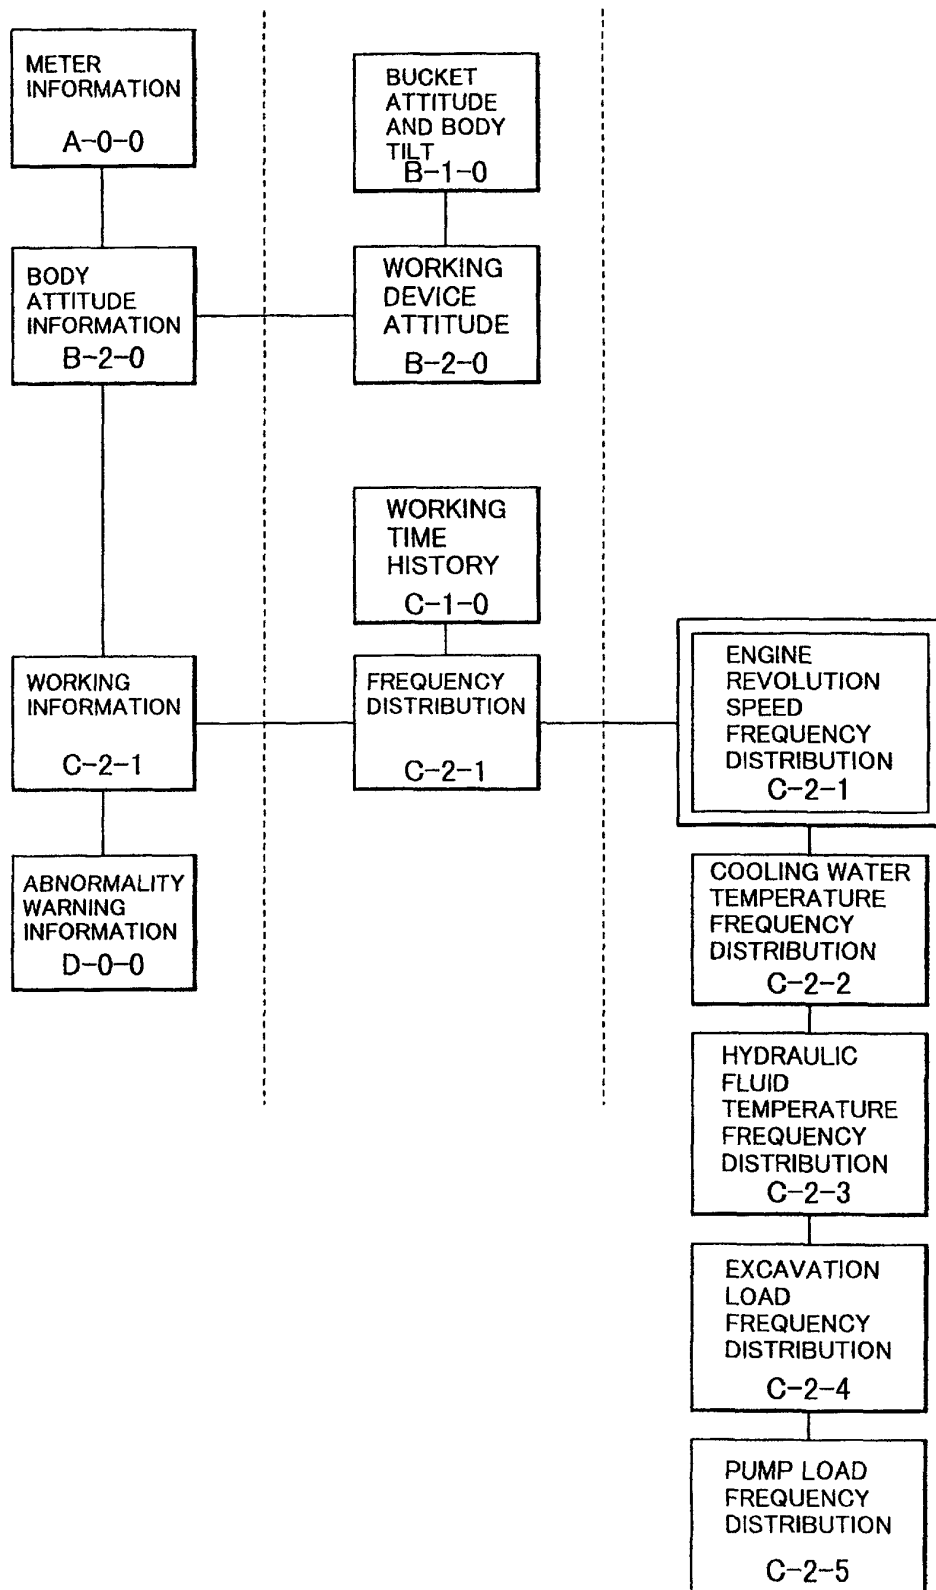 METER
INFORMATION
A-0-0
BODY
ATTITUDE
INFORMATION
B-2-0
WORKING
INFORMATION
C-2-1
ABNORMALITY
WARNING
INFORMATION
D-0-0
BUCKET
ATTITUDE
AND BODY
TILT
B-1-0
WORKING
DEVICE
ATTITUDE
B-2-0
WORKING
TIME
HISTORY
C-1-0
FREQUENCY
DISTRIBUTION
C-2-1
ENGINE
REVOLUTION
SPEED
FREQUENCY
DISTRIBUTION
C-2-1
COOLING WATER
TEMPERATURE
FREQUENCY
DISTRIBUTION
C-2-2
HYDRAULIC
FLUID
TEMPERATURE
FREQUENCY
DISTRIBUTION
C-2-3
EXCAVATION
LOAD
FREQUENCY
DISTRIBUTION
C-2-4
PUMP LOAD
FREQUENCY
DISTRIBUTION
C-2-5